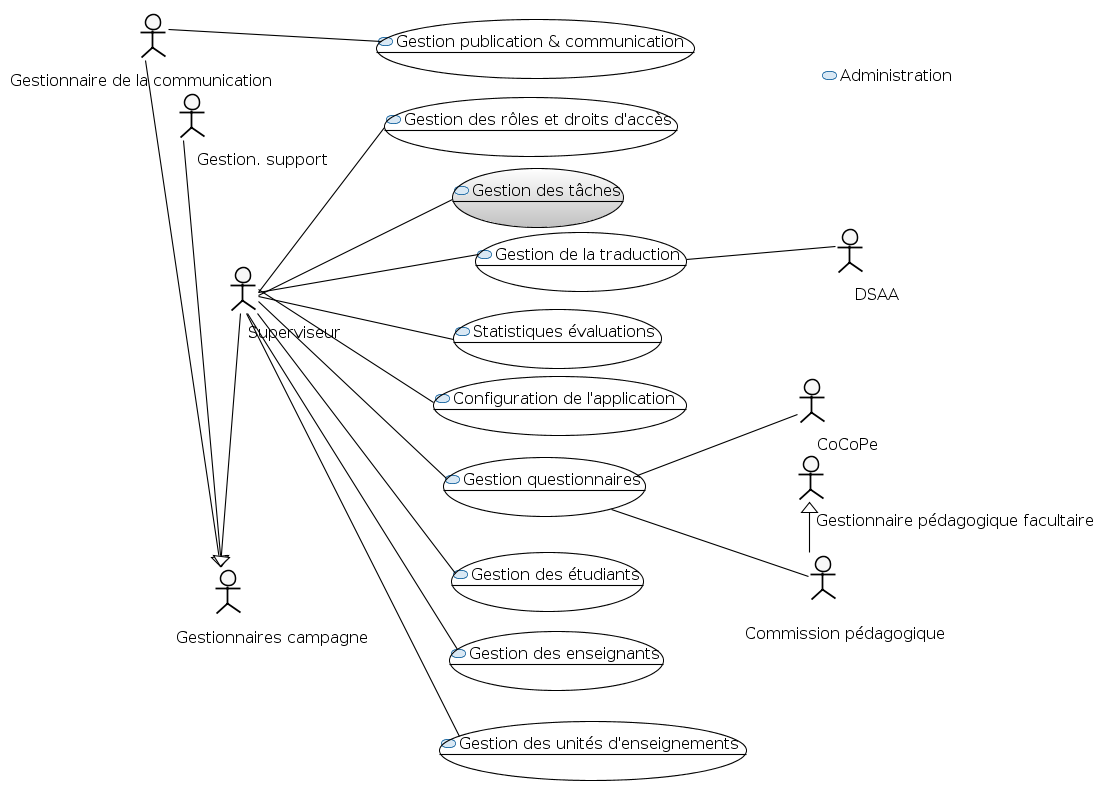 Gestion publication & communication
Administration
Gestionnaire de la communication
Gestion des rôles et droits d'accès
Gestion. support
Gestion des tâches
Gestion de la traduction
DSAA
Superviseur
Statistiques évaluations
Configuration de l'application
CoCoPe
Gestion questionnaires
Gestionnaire pédagogique facultaire
Gestion des étudiants
Gestionnaires campagne
Commission pédagogique
Gestion des enseignants
Gestion des unités d'enseignements